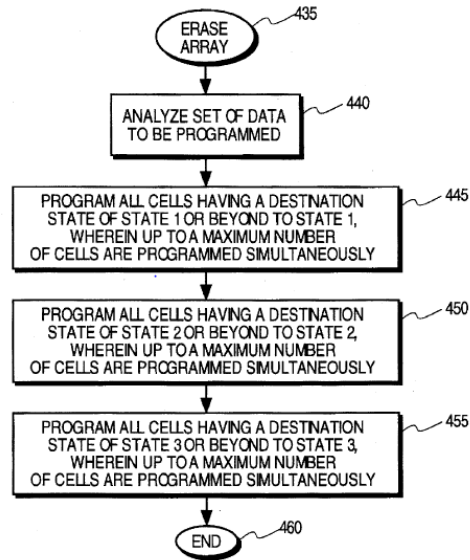 ERASE
ARRAY
435
ANALYZE SET OF DATA
TO BE PROGRAMMED
440
PROGRAM ALL CELLS HAVING A DESTINATION
STATE OF STATE 1 OR BEYOND TO STATE 1,
WHEREIN UP TO A MAXIMUM NUMBER
OF CELLS ARE PROGRAMMED SIMULTANEOUSLY
445
PROGRAM ALL CELLS HAVING A DESTINATION
STATE OF STATE 2 OR BEYOND TO STATE 2,
WHEREIN UP TO A MAXIMUM NUMBER
OF CELLS ARE PROGRAMMED SIMULTANEOUSLY
450
PROGRAM ALL CELLS HAVING A DESTINATION
STATE OF STATE 3 OR BEYOND TO STATE 3,
WHEREIN UP TO A MAXIMUM NUMBER
OF CELLS ARE PROGRAMMED SIMULTANEOUSLY
455
END
460